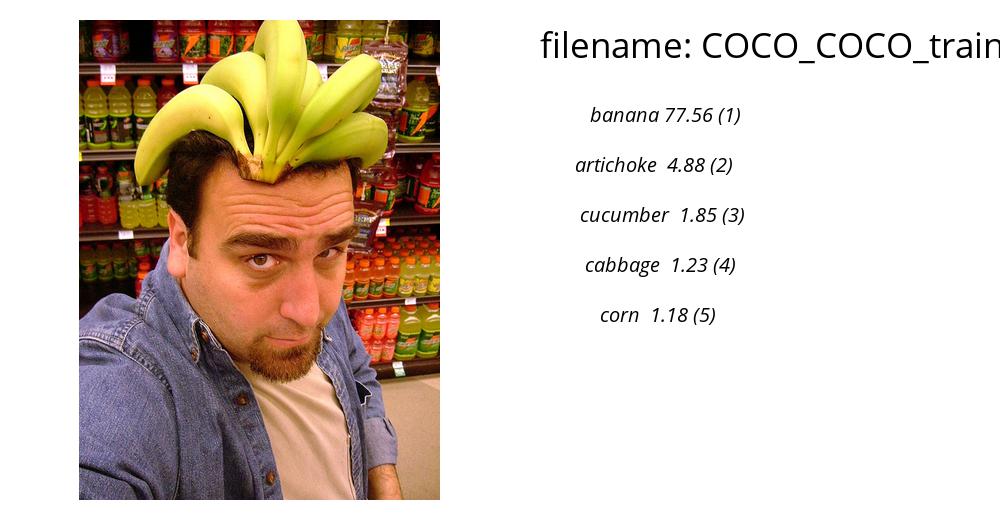 filename: COCO_COCO_train
banana 77.56 (1)
artichoke 4.88 (2)
cucumber 1.85 (3)
cabbage 1.23 (4)
corn 1.18 (5)